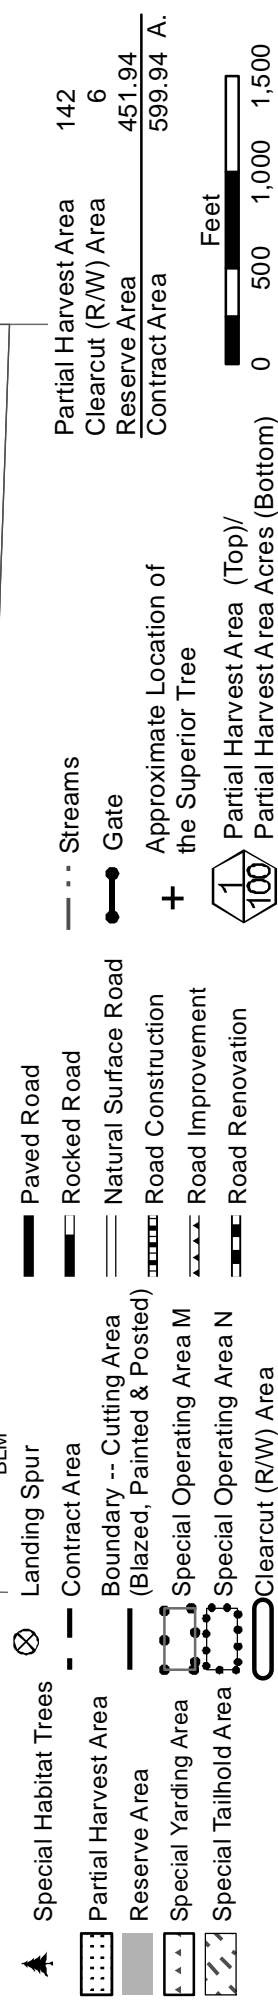 Special Habitat Trees
Partial Harvest Area
Reserve Area
Special Yarding Area
Special Tailhold Area
BLM
Landing Spur
Contract Area
Boundary -- Cutting Area
(Blazed, Painted & Posted)
Special Operating Area M
Special Operating Area N
Clearcut (R/W) Area
Paved Road
Rocked Road
Natural Surface Road
Road Construction
Road Improvement
Road Renovation
Streams
Gate
Approximate Location of
the Superior Tree
1
100
Partial Harvest Area (Top)/
Partial Harvest Area Acres (Bottom)
Partial Harvest Area 142
Clearcut (R/W) Area 6
Reserve Area 451.94
Contract Area 599.94 A.
Feet
0 500 1,000 1,500